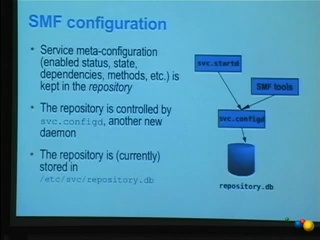 SMF configuration
• Service meta-configuration
(enabled status, state,
dependencies, methods, etc.) is
kept in the repository
• The repository is controlled by
svc.configd, another new
daemon
• The repository is (currently)
stored in
/etc/svc/repository.db
svc.startd
SMF tools
svc.configd
repository.db